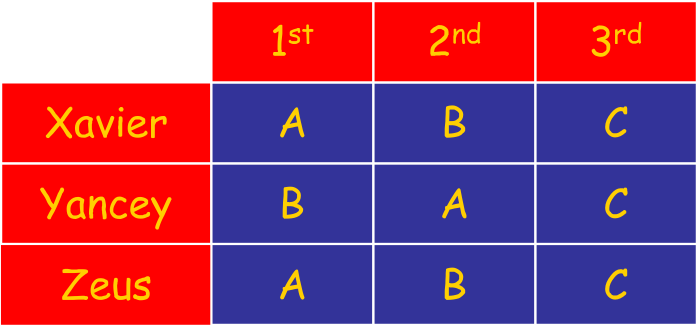 1st 2nd 3rd
Xavier A B C
Yancey B A C
Zeus A B C